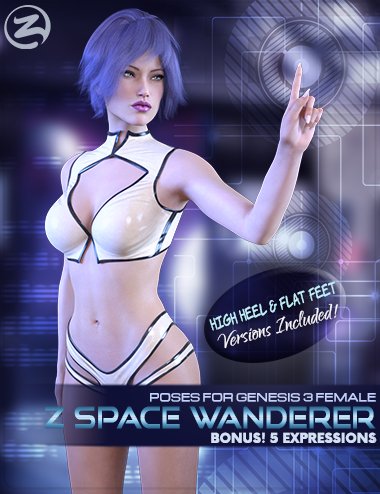 Z
HIGH HEEL & FLAT FEET
Versions Included!
POSES FOR GENESIS 3 FEMALE
Z SPACE WANDERER
BONUS! 5 EXPRESSIONS